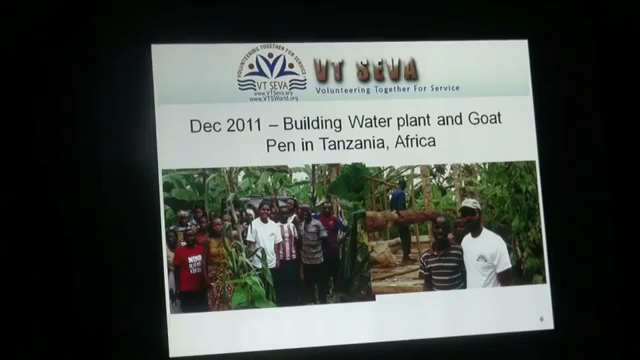 VOLUNTEERING TOGETHER FOR SERVICE
VT SEVA
www.VTSeva.org
www.VTSWorld.org
VT SEVA
Volunteering Together For Service
Dec 2011 – Building Water plant and Goat
Pen in Tanzania, Africa
6